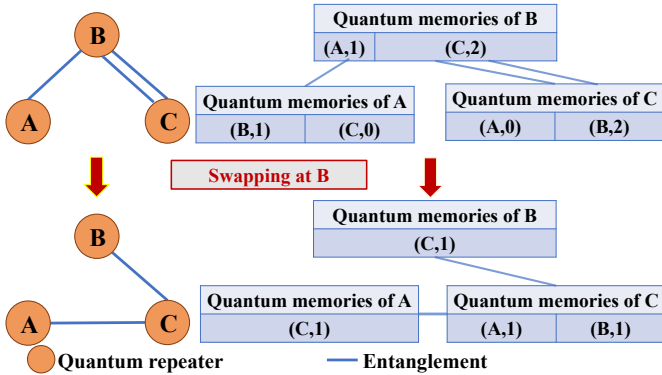 B
A
C
Quantum memories of B
(A,1) (C,2)
Quantum memories of A
(B,1) (C,0)
Quantum memories of C
(A,0) (B,2)
Swapping at B
B
A
C
Quantum memories of B
(C,1)
Quantum memories of A
(C,1)
Quantum memories of C
(A,1) (B,1)
Quantum repeater
Entanglement